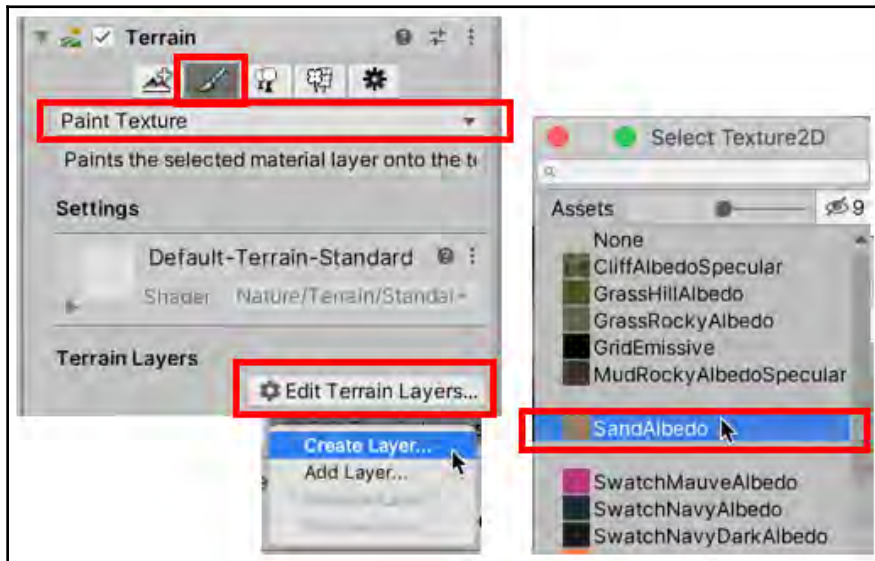 Terrain
Paint Texture
Paints the selected material layer onto the te
Settings
Default-Terrain-Standard
Shader Nature/Terrain/Standar
Terrain Layers
Edit Terrain Layers...
Create Layer...
Add Layer...
Select Texture2D
Assets 9
None
CliffAlbedoSpecular
GrassHillAlbedo
GrassRockyAlbedo
GridEmissive
MudRockyAlbedoSpecular
SandAlbedo
SwatchMauveAlbedo
SwatchNavyAlbedo
SwatchNavyDarkAlbedo